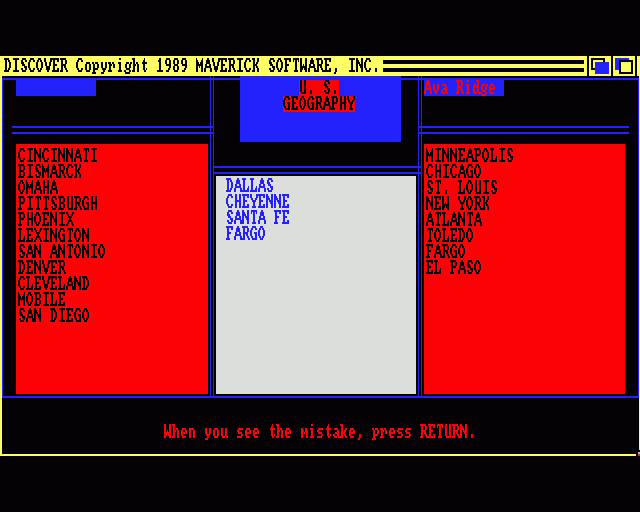 DISCOVER Copyright 1989 MAVERICK SOFTWARE, INC.
U. S.
GEOGRAPHY
Ava Ridge
CINCINNATI
BISMARCK
OMAHA
PITTSBURGH
PHOENIX
LEXINGTON
SAN ANTONIO
DENVER
CLEVELAND
MOBILE
SAN DIEGO
DALLAS
CHEYENNE
SANTA FE
FARGO
MINNEAPOLIS
CHICAGO
ST. LOUIS
NEW YORK
ATLANTA
TOLEDO
FARGO
EL PASO
When you see the mistake, press RETURN.